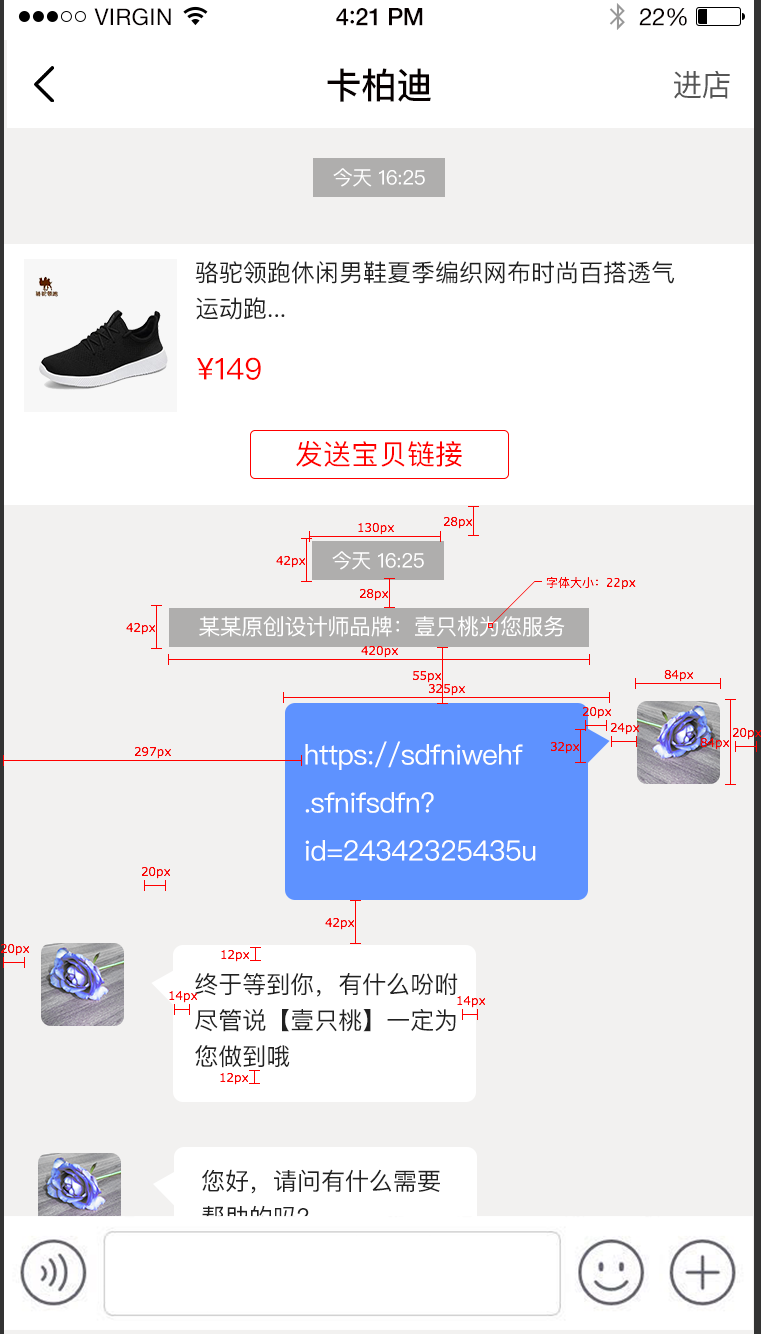 VIRGIN 4:21 PM 22%
卡柏迪 进店
今天 16:25
骆驼领跑休闲男鞋夏季编织网布时尚百搭透气
运动跑...
骆驼领跑
¥149
发送宝贝链接
28px
130px
42px
今天 16:25
字体大小：22px
28px
42px
某某原创设计师品牌：壹只桃为您服务
420px
55px
84px
325px
20px
24px
20px
84px
32px
297px
https://sdfniwehf
.sfnifsdfn?
id=24342325435u
20px
42px
20px
12px
终于等到你，有什么吩咐
14px
14px
尽管说【壹只桃】一定为
您做到哦
12px
您好，请问有什么需要
帮助的吗?